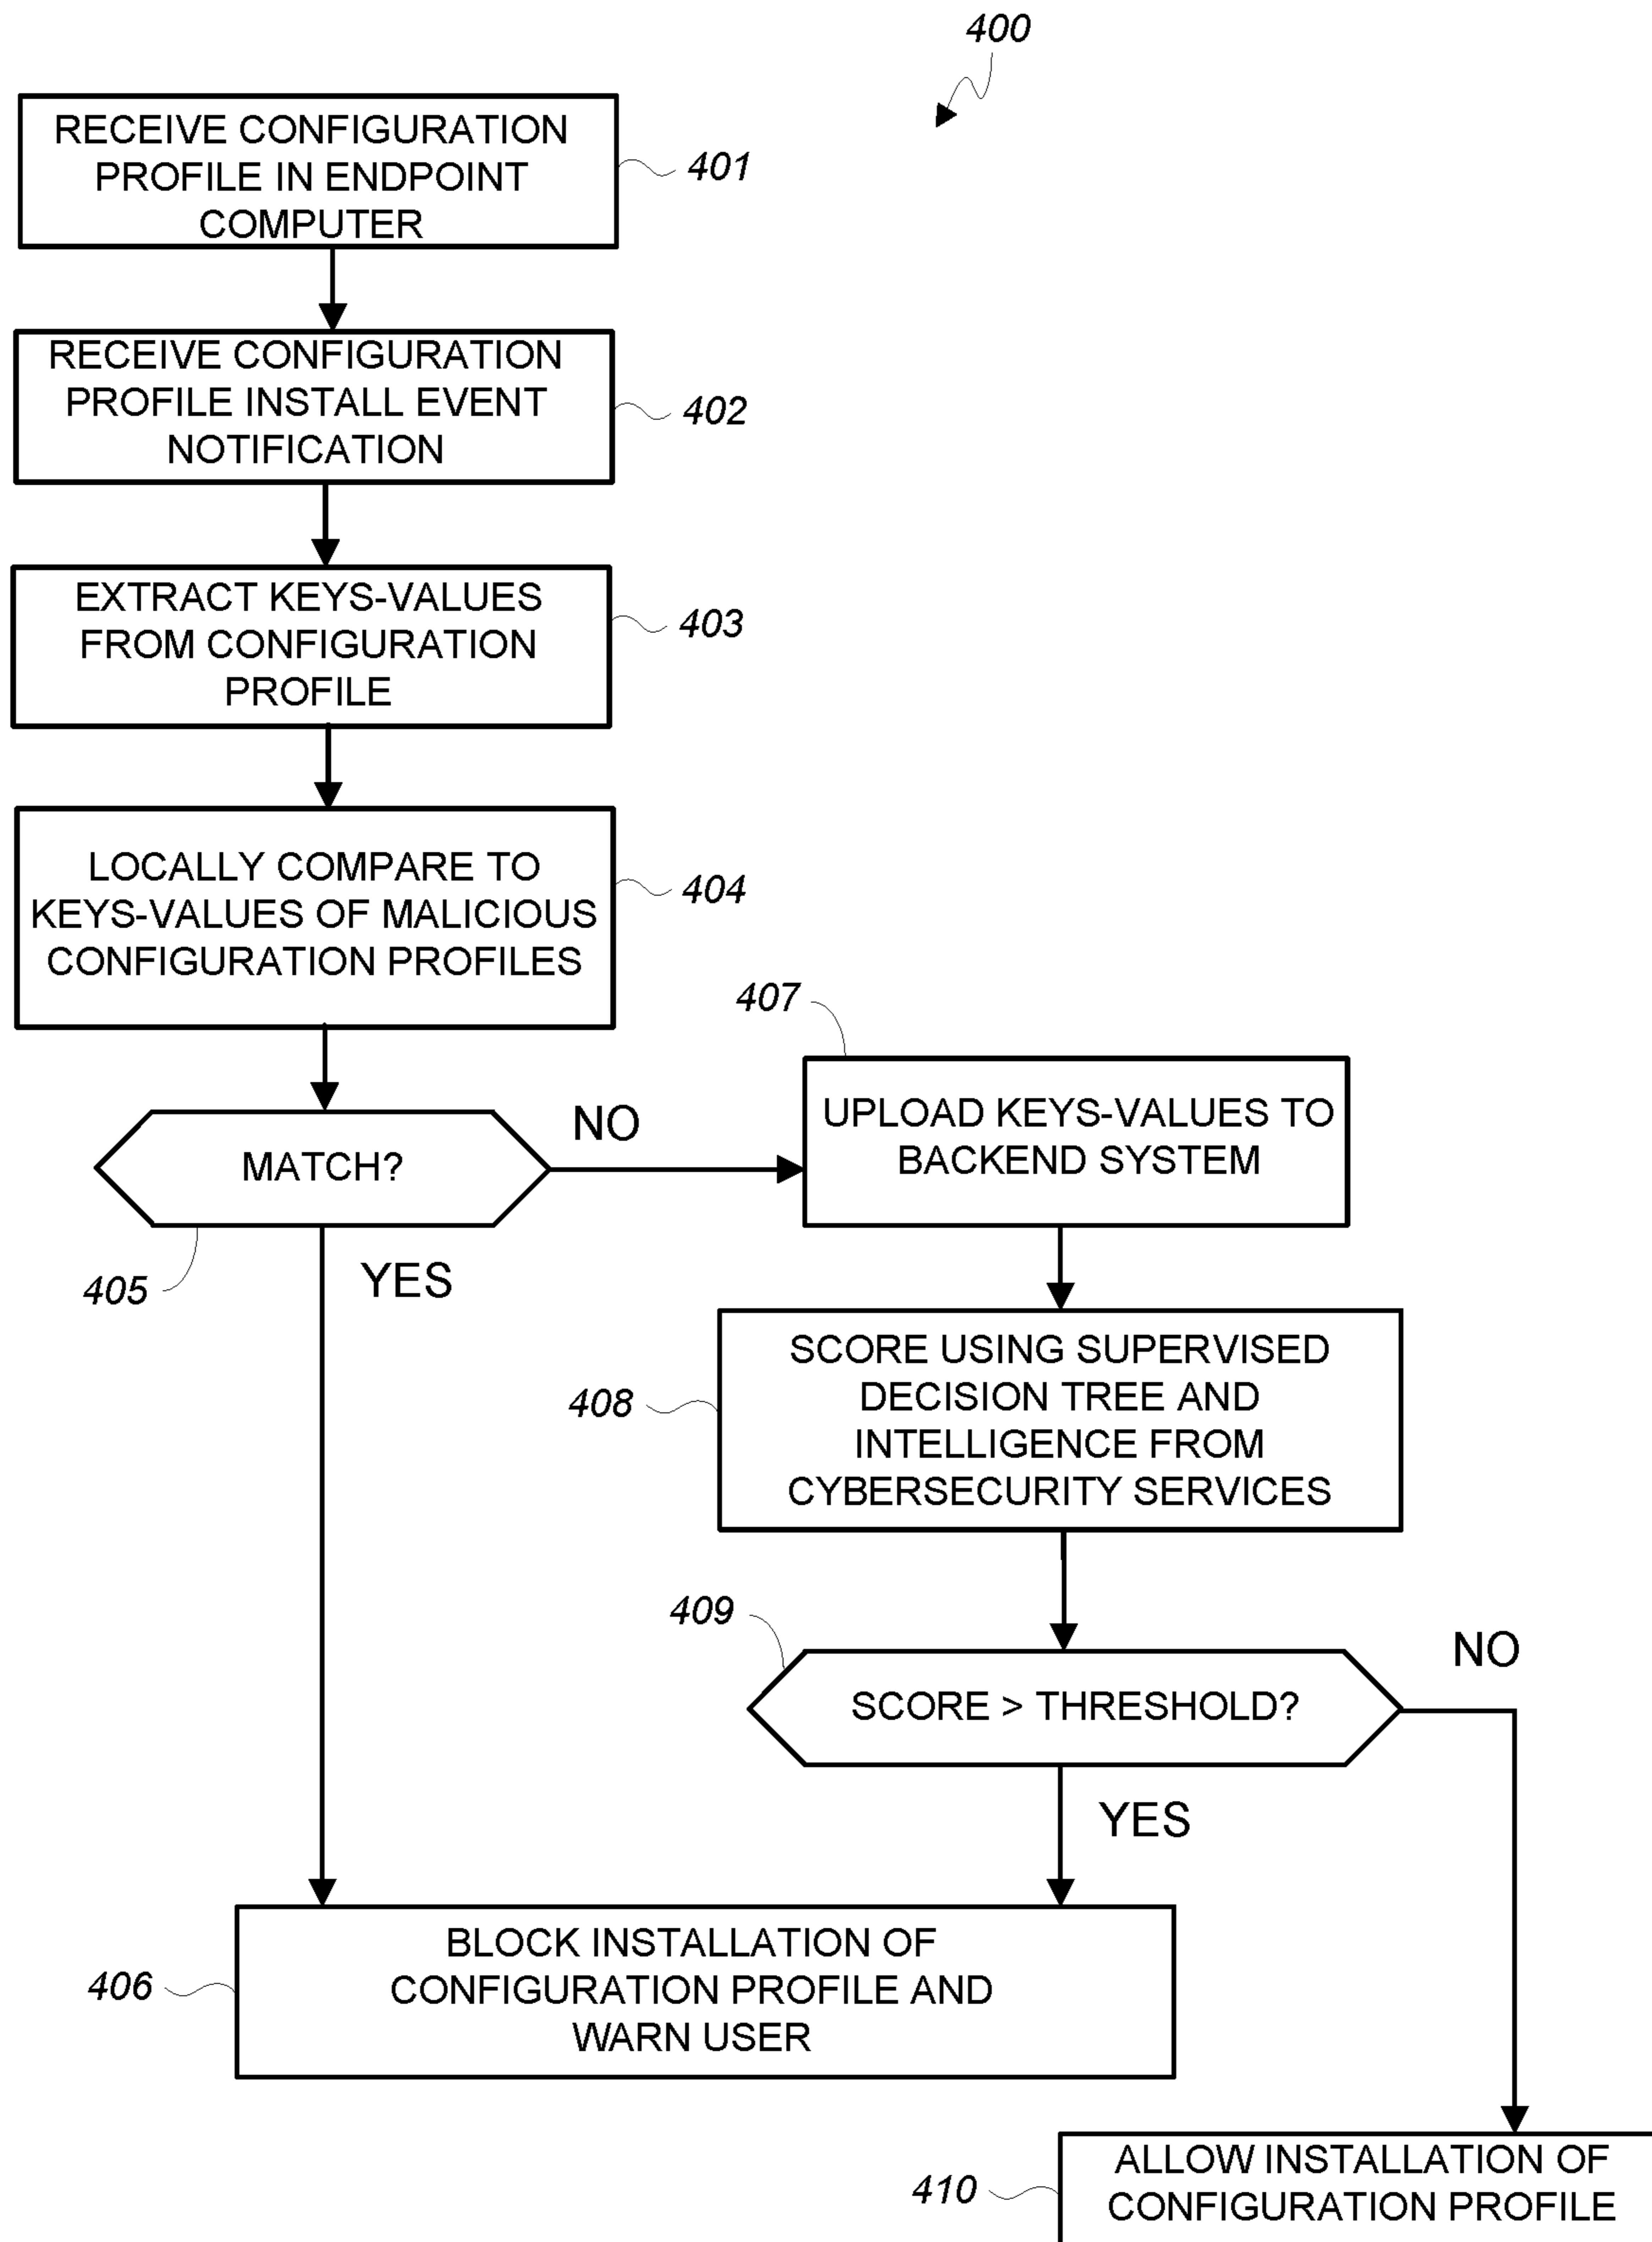 400
RECEIVE CONFIGURATION
PROFILE IN ENDPOINT
COMPUTER
401
RECEIVE CONFIGURATION
PROFILE INSTALL EVENT
NOTIFICATION
402
EXTRACT KEYS-VALUES
FROM CONFIGURATION
PROFILE
403
LOCALLY COMPARE TO
KEYS-VALUES OF MALICIOUS
CONFIGURATION PROFILES
404
MATCH?
405
NO
YES
407
UPLOAD KEYS-VALUES TO
BACKEND SYSTEM
SCORE USING SUPERVISED
DECISION TREE AND
INTELLIGENCE FROM
CYBERSECURITY SERVICES
408
409
SCORE > THRESHOLD?
NO
YES
BLOCK INSTALLATION OF
CONFIGURATION PROFILE AND
WARN USER
406
ALLOW INSTALLATION OF
CONFIGURATION PROFILE
410